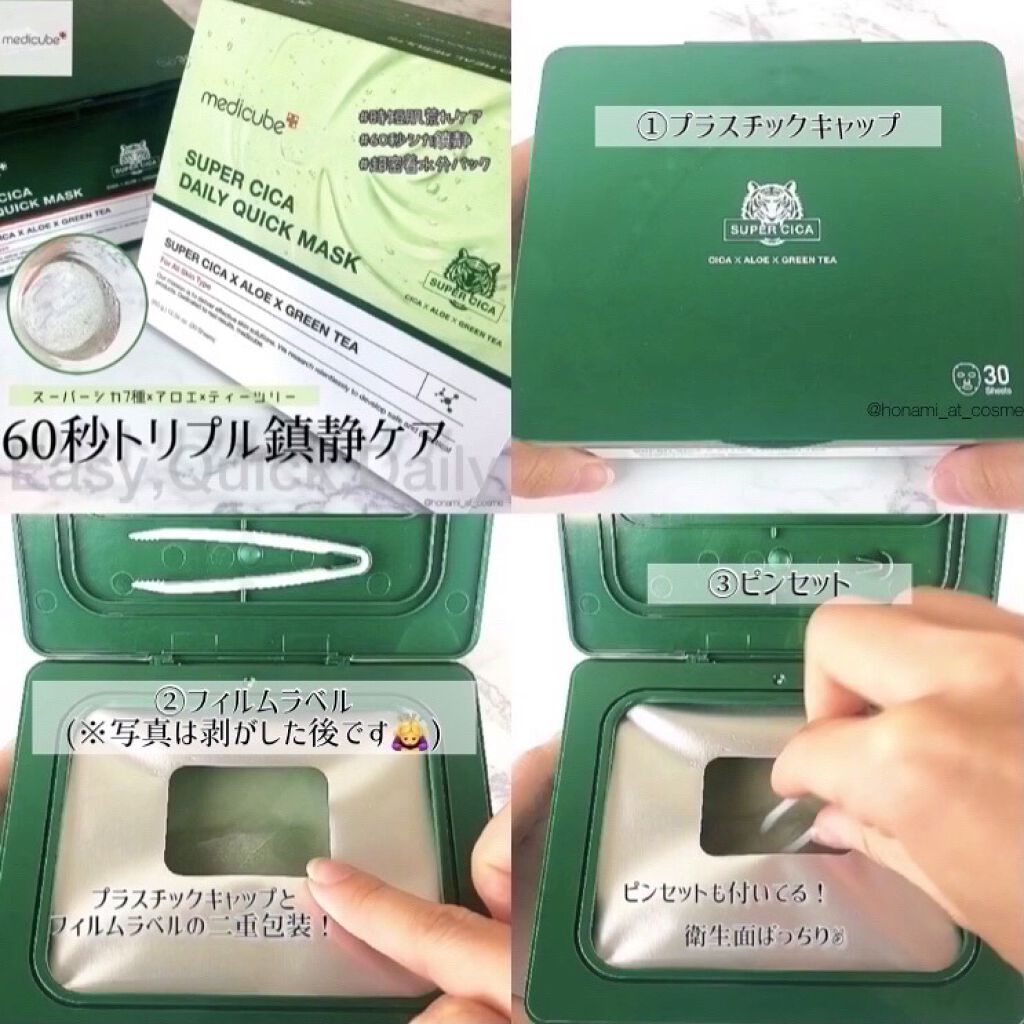 medicube
CICA
QUICK MASK
CA X ALOE X GREEN TEA
medicube
#時短肌荒れケア
#60秒シカ鎮静
#超密着水分パック
SUPER CICA
DAILY QUICK MASK
SUPER CICA X ALOE X GREEN TEA
For All Skin Type
SUPER CICA
CICA × ALOE × GREEN TEA
スーパーシカ7種×アロエ×ティーツリー
60秒トリプル鎮静ケア
Easy,Quick,Daily
@honami_at_cosme
①プラスチックキャップ
SUPER CICA
CICA × ALOE × GREEN TEA
30
Sheets
@honami_at_cosme
②フィルムラベル
(※写真は剥がした後です🙇)
プラスチックキャップと
フィルムラベルの二重包装！
③ピンセット
ピンセットも付いてる！
衛生面ばっちり✌